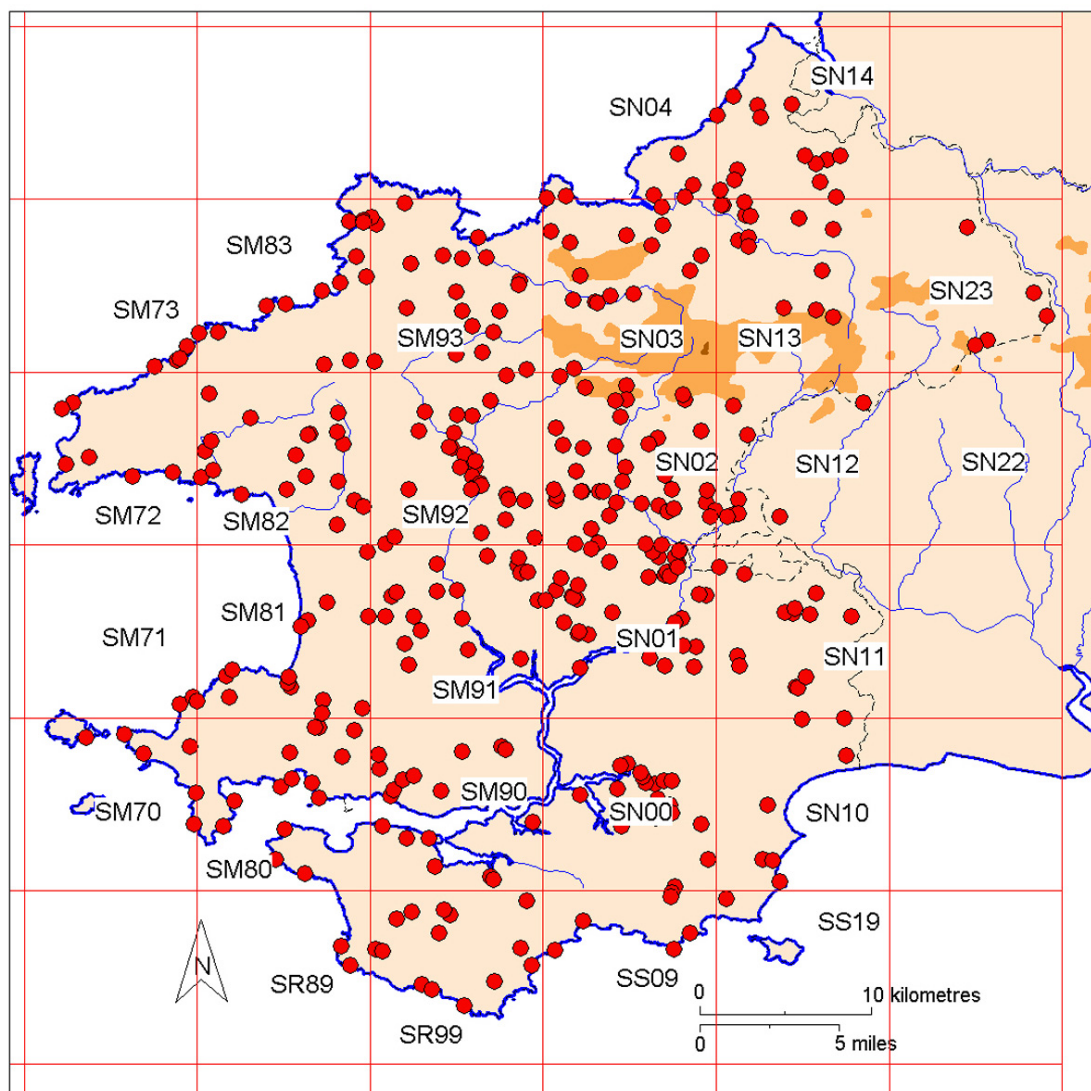 SN14
SN04
SM83
SN23
SM73
SM93
SN03
SN13
SN02
SN12
SN22
SM72
SM82
SM92
SM81
SM71
SN01
SN11
SM91
SM90
SM70
SN00
SN10
SM80
SS19
N
SR89
SS09
0
10 kilometres
SR99
0
5 miles